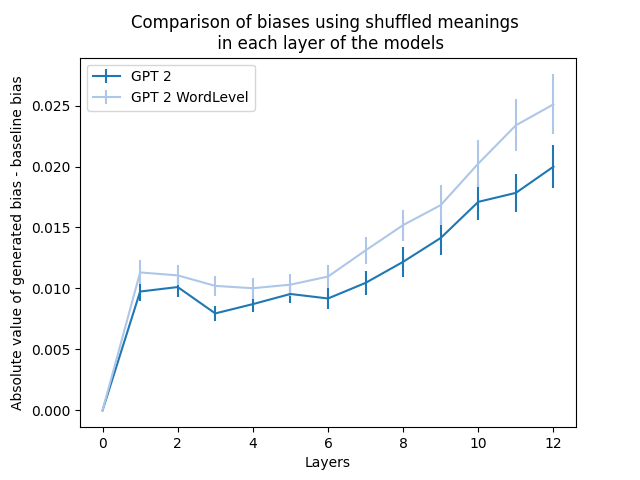 Comparison of biases using shuffled meanings
in each layer of the models
GPT 2
GPT 2 WordLevel
Absolute value of generated bias - baseline bias
0.025
0.020
0.015
0.010
0.005
0.000
0 2 4 6 8 10 12
Layers